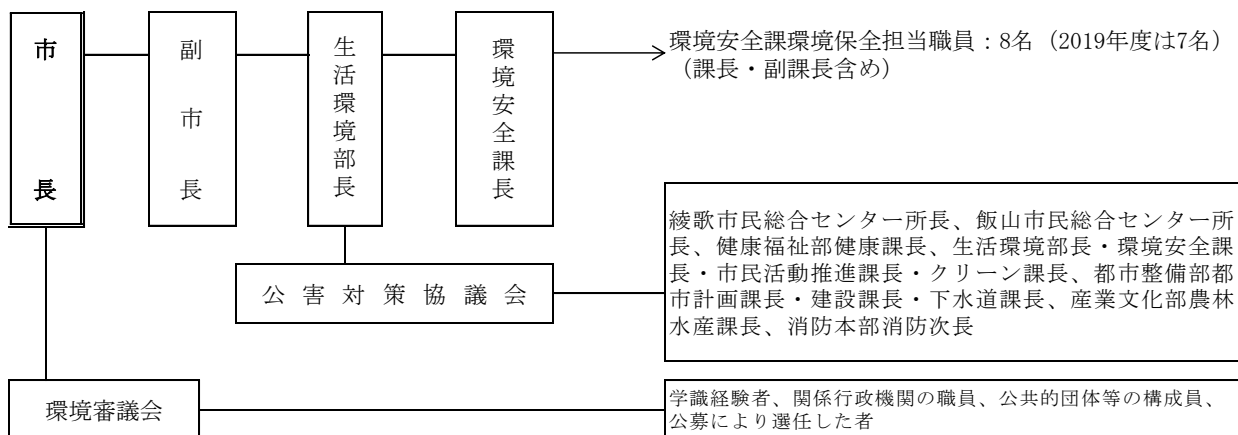 市長
副市長
生活環境部長
環境安全課長
環境安全課環境保全担当職員：8名（2019年度は7名）
（課長・副課長含め）
綾歌市民総合センター所長、飯山市民総合センター所
長、健康福祉部健康課長、生活環境部長・環境安全課
長・市民活動推進課長・クリーン課長、都市整備部都
市計画課長・建設課長・下水道課長、産業文化部農林
水産課長、消防本部消防次長
公害対策協議会
環境審議会
学識経験者、関係行政機関の職員、公共的団体等の構成員、
公募により選任した者